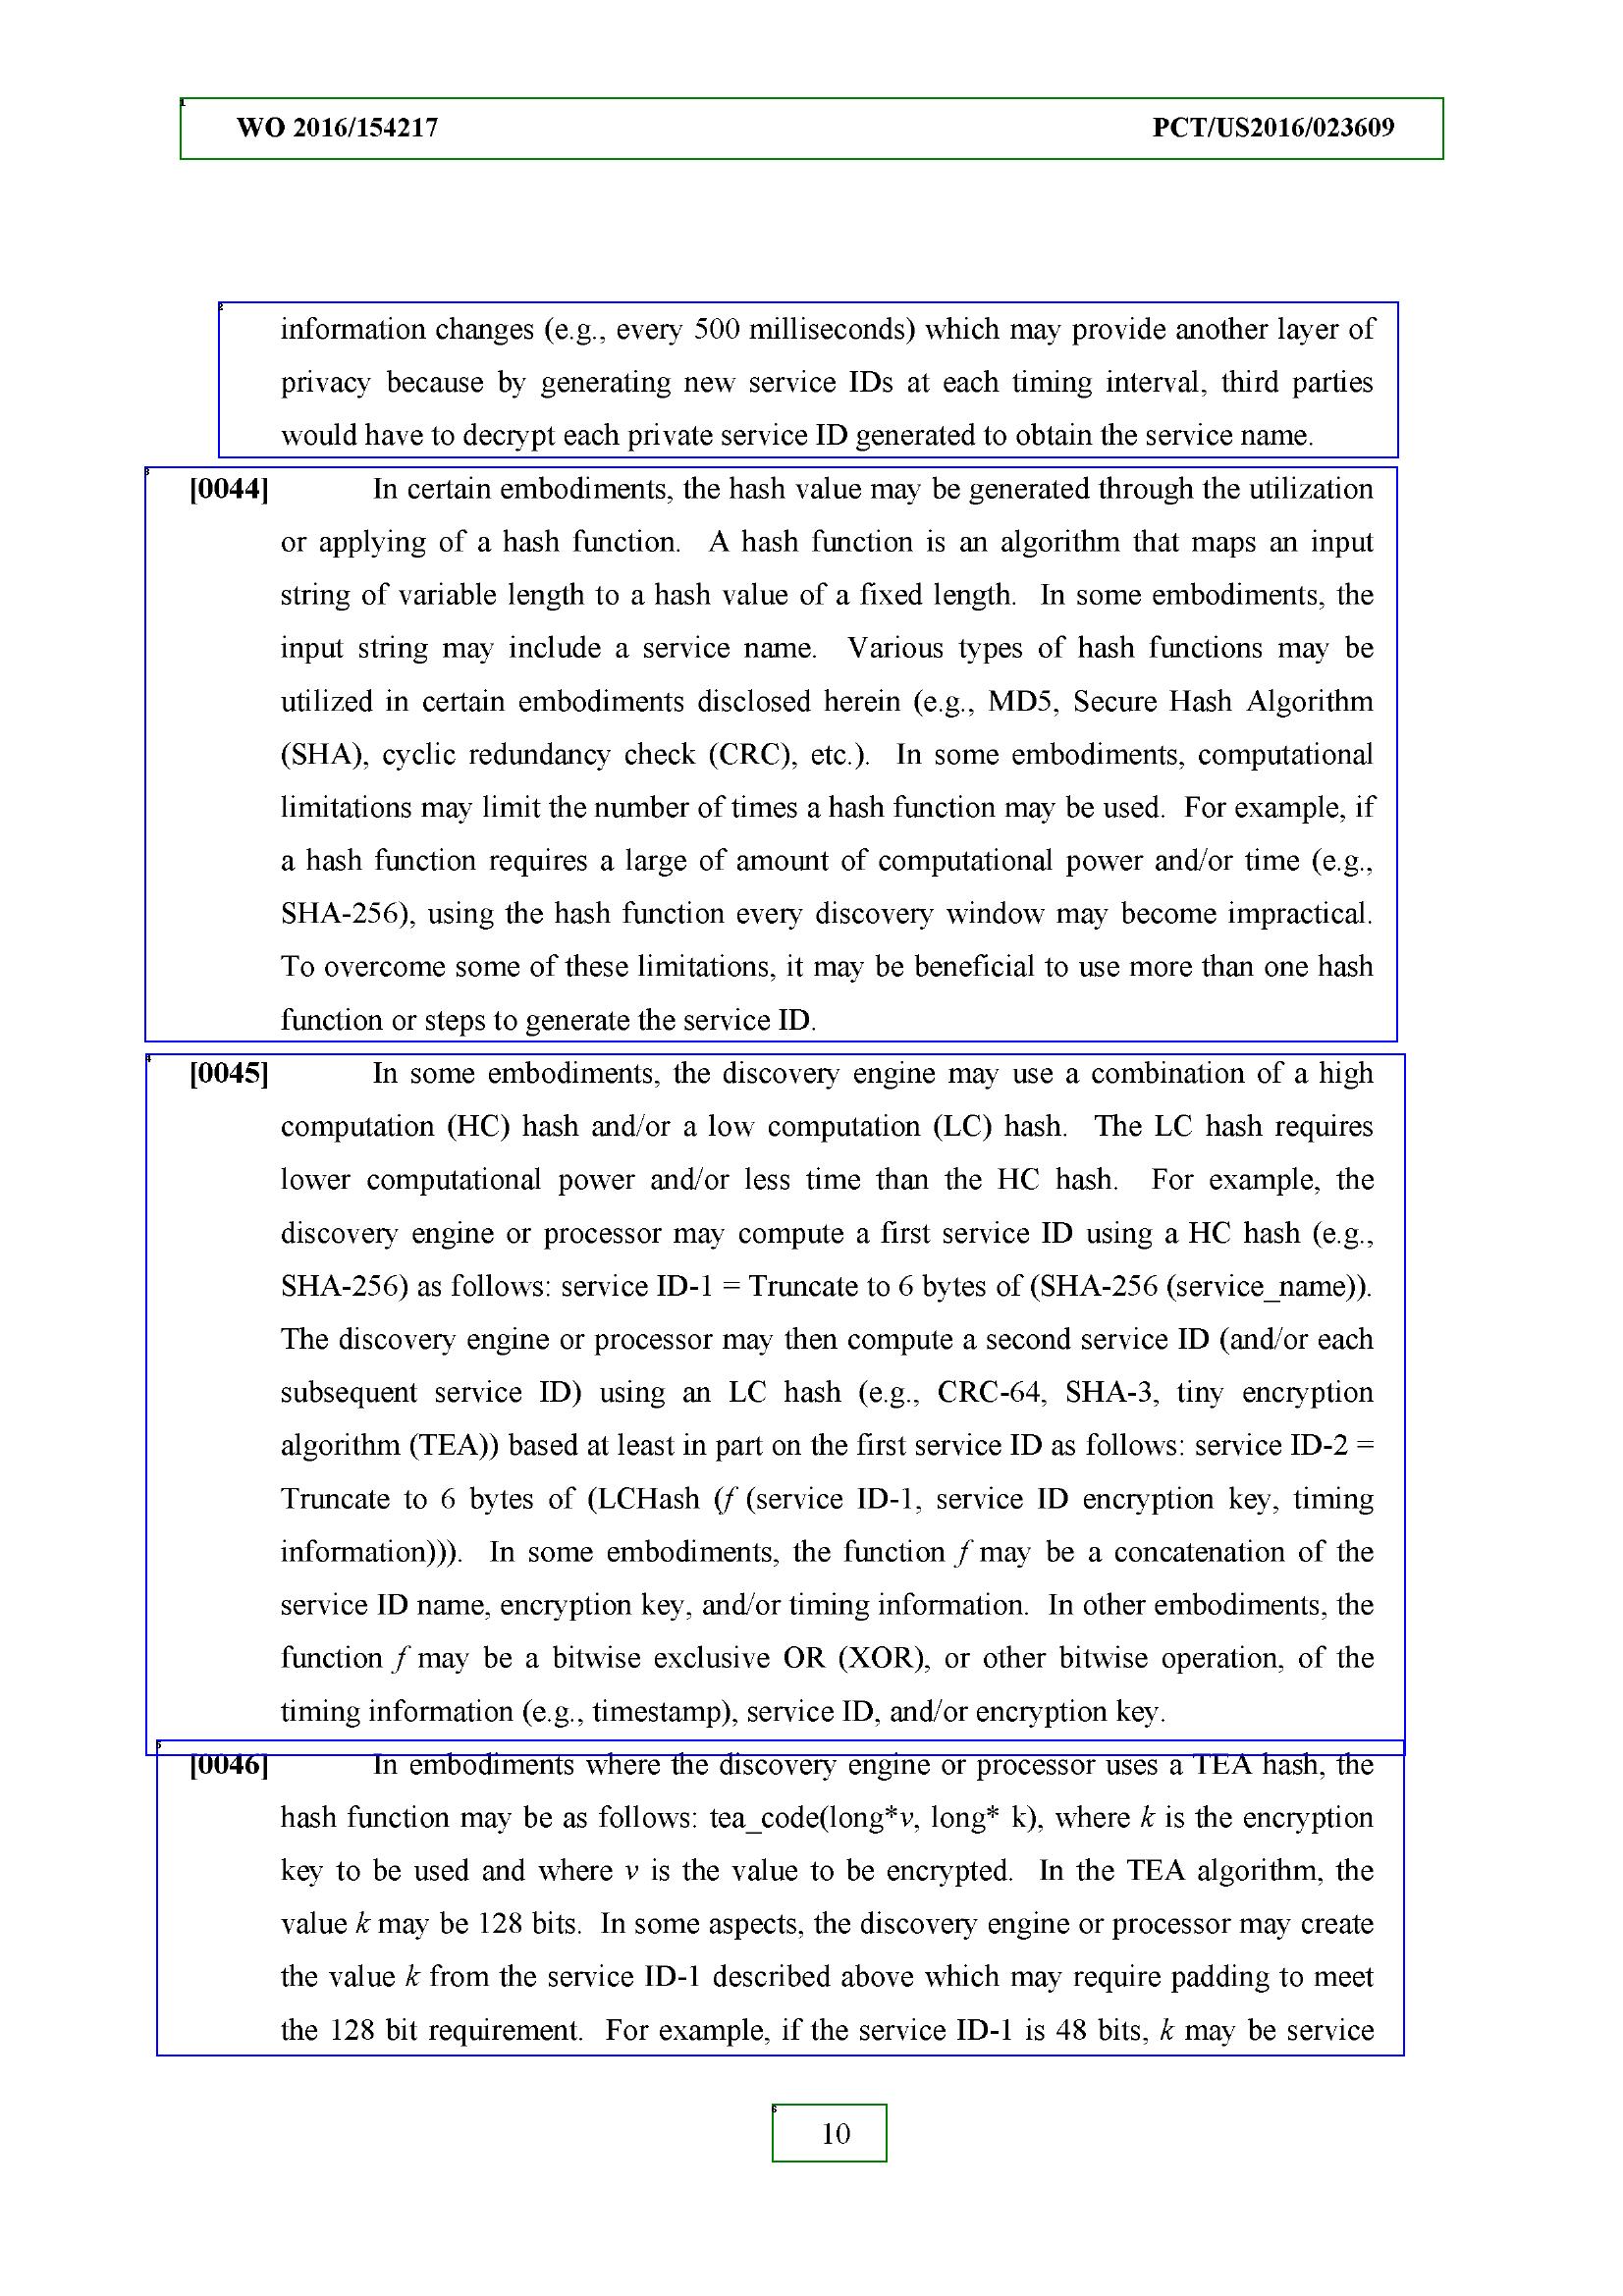 WO 2016/154217 PCT/US2016/023609
information changes (e.g., every 500 milliseconds) which may provide another layer of
privacy because by generating new service IDs at each timing interval, third parties
would have to decrypt each private service ID generated to obtain the service name.
[0044] In certain embodiments, the hash value may be generated through the utilization
or applying of a hash function. A hash function is an algorithm that maps an input
string of variable length to a hash value of a fixed length. In some embodiments, the
input string may include a service name. Various types of hash functions may be
utilized in certain embodiments disclosed herein (e.g., MD5, Secure Hash Algorithm
(SHA), cyclic redundancy check (CRC), etc.). In some embodiments, computational
limitations may limit the number of times a hash function may be used. For example, if
a hash function requires a large of amount of computational power and/or time (e.g.,
SHA-256), using the hash function every discovery window may become impractical.
To overcome some of these limitations, it may be beneficial to use more than one hash
function or steps to generate the service ID.
[0045] In some embodiments, the discovery engine may use a combination of a high
computation (HC) hash and/or a low computation (LC) hash. The LC hash requires
lower computational power and/or less time than the HC hash. For example, the
discovery engine or processor may compute a first service ID using a HC hash (e.g.,
SHA-256) as follows: service ID-1 = Truncate to 6 bytes of (SHA-256 (service_name)).
The discovery engine or processor may then compute a second service ID (and/or each
subsequent service ID) using an LC hash (e.g., CRC-64, SHA-3, tiny encryption
algorithm (TEA)) based at least in part on the first service ID as follows: service ID-2 =
Truncate to 6 bytes of (LCHash (f (service ID-1, service ID encryption key, timing
information))). In some embodiments, the function f may be a concatenation of the
service ID name, encryption key, and/or timing information. In other embodiments, the
function f may be a bitwise exclusive OR (XOR), or other bitwise operation, of the
timing information (e.g., timestamp), service ID, and/or encryption key.
[0046] In embodiments where the discovery engine or processor uses a TEA hash, the
hash function may be as follows: tea_code(long*v, long* k), where k is the encryption
key to be used and where v is the value to be encrypted. In the TEA algorithm, the
value k may be 128 bits. In some aspects, the discovery engine or processor may create
the value k from the service ID-1 described above which may require padding to meet
the 128 bit requirement. For example, if the service ID-1 is 48 bits, k may be service
10